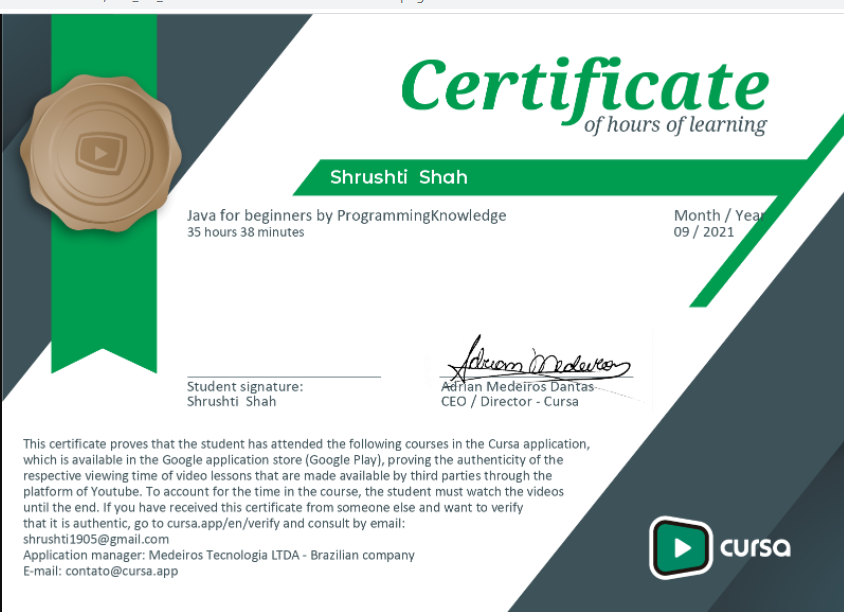 Certificate
of hours of learning
Shrushti Shah
Java for beginners by ProgrammingKnowledge
35 hours 38 minutes
Month / Year
09 / 2021
Student signature:
Shrushti Shah
Adrian Medeiros Dantas
CEO / Director - Cursa
This certificate proves that the student has attended the following courses in the Cursa application,
which is available in the Google application store (Google Play), proving the authenticity of the
respective viewing time of video lessons that are made available by third parties through the
platform of Youtube. To account for the time in the course, the student must watch the videos
until the end. If you have received this certificate from someone else and want to verify
that it is authentic, go to cursa.app/en/verify and consult by email:
shrushti1905@gmail.com
Application manager: Medeiros Tecnologia LTDA - Brazilian company
E-mail: contato@cursa.app
cursa